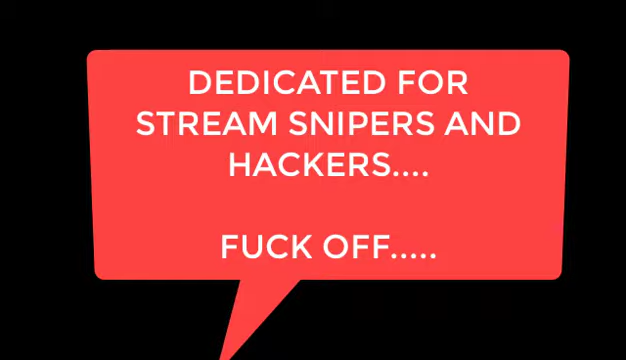 DEDICATED FOR
STREAM SNIPERS AND
HACKERS....
FUCK OFF.....